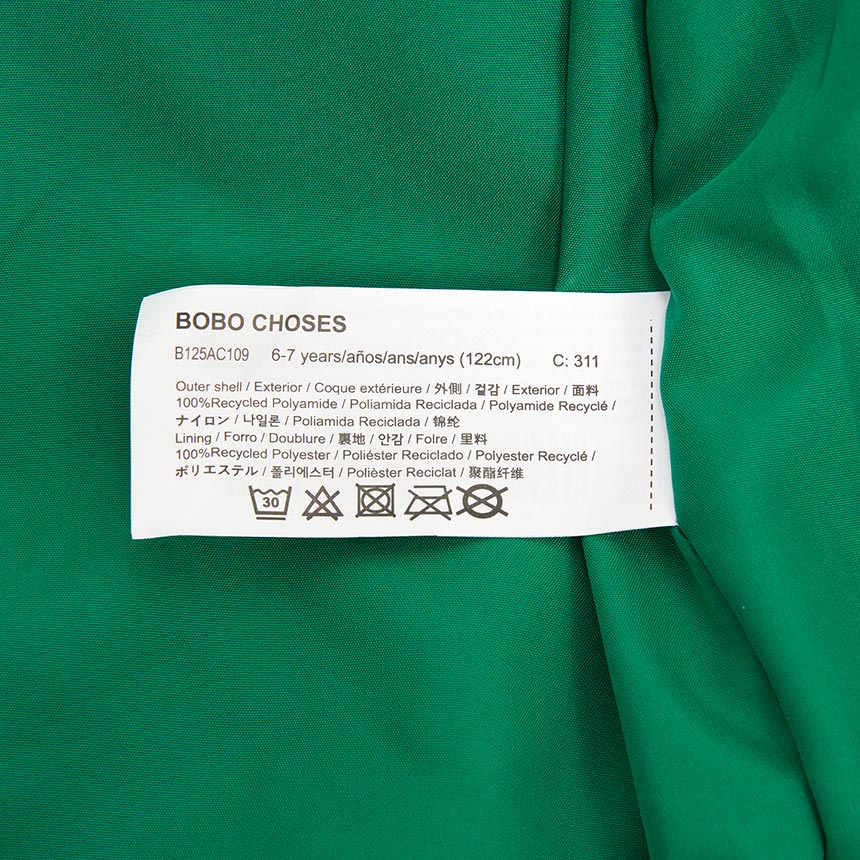 BOBO CHOSES
B125AC109 6-7 years/años/ans/anys (122cm) C: 311
Outer shell / Exterior / Coque extérieure / 外側 / 겉감 / Exterior / 面料
100%Recycled Polyamide / Poliamida Reciclada / Polyamide Recyclé /
ナイロン / 나일론 / Poliamida Reciclada / 锦纶
Lining / Forro / Doublure / 裏地 / 안감 / Folre / 里料
100%Recycled Polyester / Poliéster Reciclado / Polyester Recyclé /
ポリエステル / 폴리에스터 / Polièster Reciclat / 聚酯纤维
30